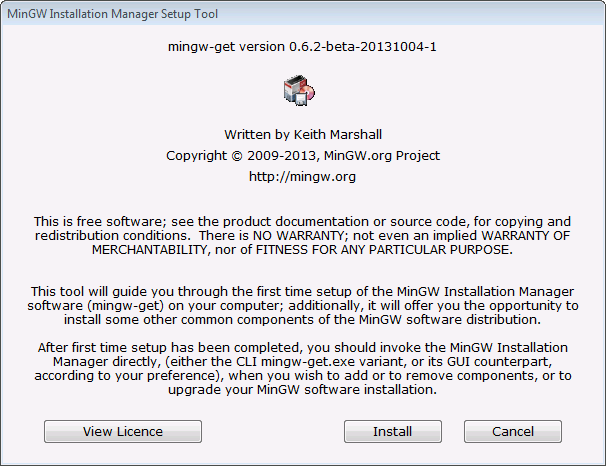 MinGW Installation Manager Setup Tool
mingw-get version 0.6.2-beta-20131004-1
Written by Keith Marshall
Copyright © 2009-2013, MinGW.org Project
http://mingw.org
This is free software; see the product documentation or source code, for copying and
redistribution conditions.  There is NO WARRANTY; not even an implied WARRANTY OF
MERCHANTABILITY, nor of FITNESS FOR ANY PARTICULAR PURPOSE.
This tool will guide you through the first time setup of the MinGW Installation Manager
software (mingw-get) on your computer; additionally, it will offer you the opportunity to
install some other common components of the MinGW software distribution.
After first time setup has been completed, you should invoke the MinGW Installation
Manager directly, (either the CLI mingw-get.exe variant, or its GUI counterpart,
according to your preference), when you wish to add or to remove components, or to
upgrade your MinGW software installation.
View Licence
Install
Cancel